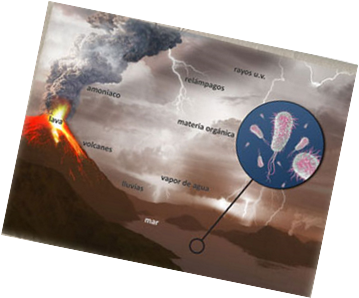 rayos u.v.
relámpagos
amoniaco
lava
materia orgánica
volcanes
vapor de agua
lluvias
mar